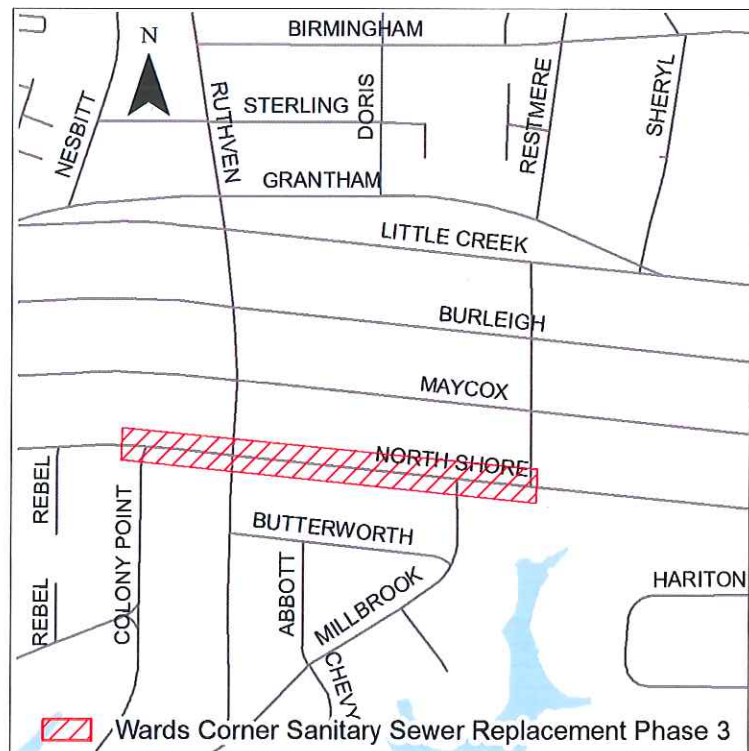 BIRMINGHAM
N
NESBITT
STERLING
RUTHVEN
DORIS
RESTMERE
SHERYL
GRANTHAM
LITTLE CREEK
BURLEIGH
MAYCOX
NORTH SHORE
REBEL
COLONY POINT
BUTTERWORTH
ABBOTT
MILLBROOK
HARITON
REBEL
CHEVY
Wards Corner Sanitary Sewer Replacement Phase 3